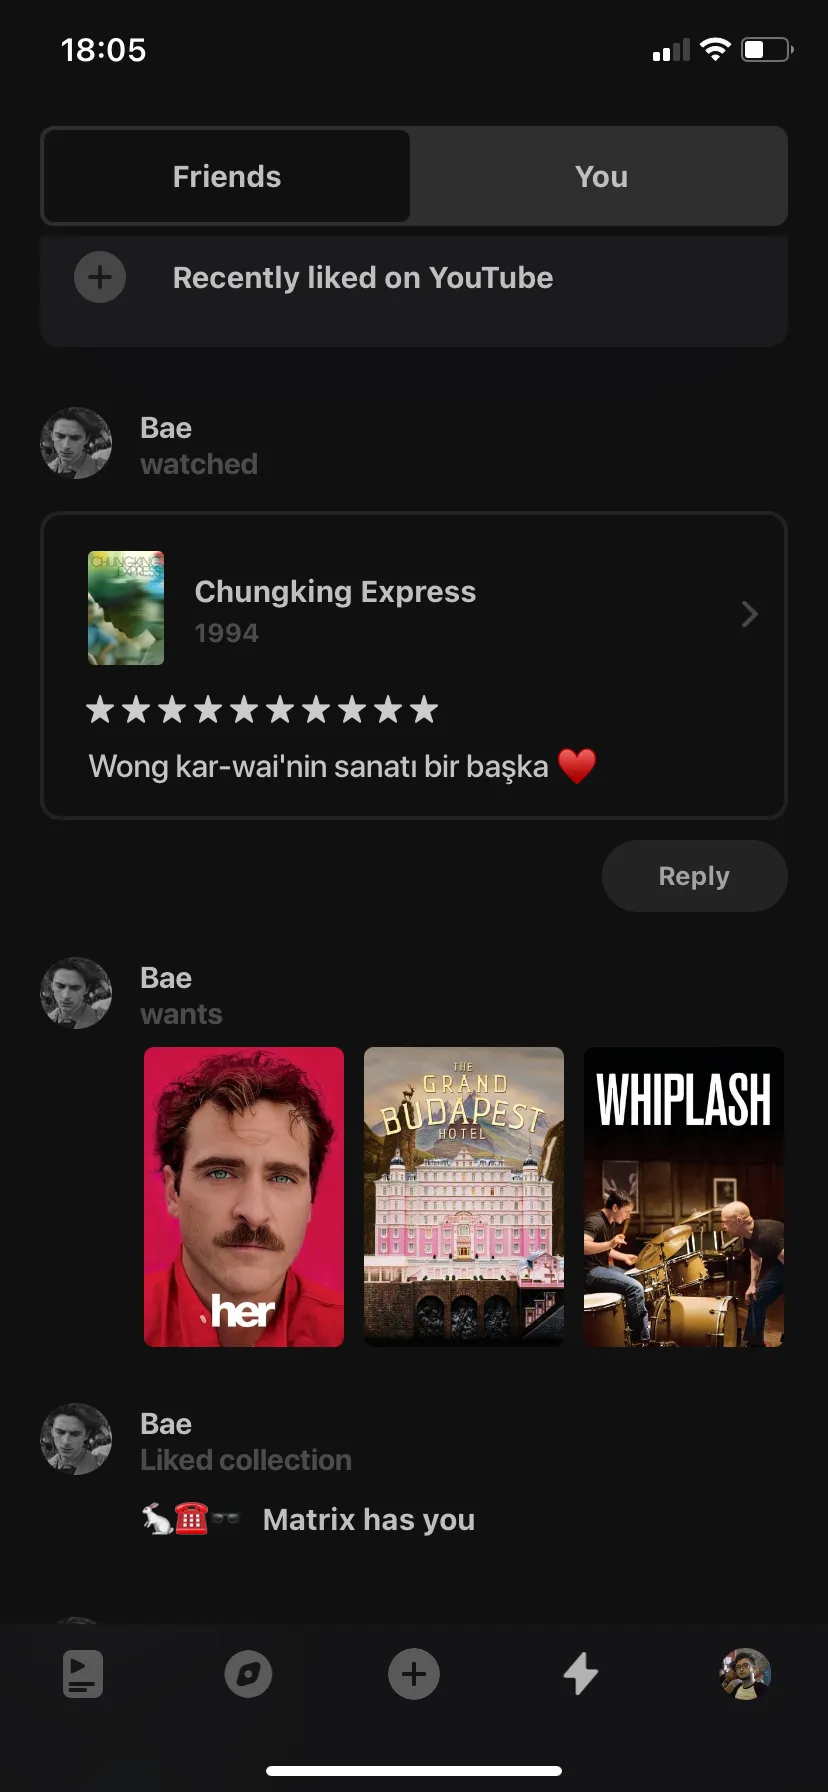 18:05
Friends
You
Recently liked on YouTube
Bae
watched
CHUNGKING
EXPRESS
Chungking Express
1994
Wong kar-wai'nin sanatı bir başka ❤️
Reply
Bae
wants
her
THE
GRAND
BUDAPEST
HOTEL
WHIPLASH
Bae
Liked collection
🐇☎️🕶️ Matrix has you